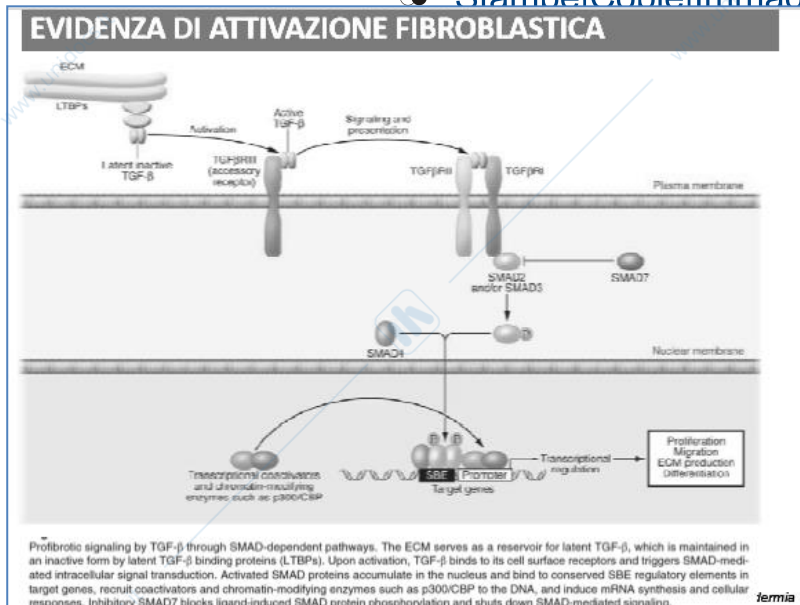 EVIDENZA DI ATTIVAZIONE FIBROBLASTICA
ECM
LTBPs
Latent inactive
TGF-β
Activation
Active
TGF-β
TGFβRIII
(accessory
receptor)
Signaling and
presentation
TGFβRII
TGFβRI
Plasma membrane
SMAD2
and/or SMAD3
SMAD7
P
SMAD4
Nuclear membrane
P P
Transcriptional coactivators
and chromatin-modifying
enzymes such as p300/CBP
SBE
Promoter
Target genes
Transcriptional
regulation
Proliferation
Migration
ECM production
Differentiation
Profibrotic signaling by TGF-β through SMAD-dependent pathways. The ECM serves as a reservoir for latent TGF-β, which is maintained in
an inactive form by latent TGF-β binding proteins (LTBPs). Upon activation, TGF-β binds to its cell surface receptors and triggers SMAD-medi-
ated intracellular signal transduction. Activated SMAD proteins accumulate in the nucleus and bind to conserved SBE regulatory elements in
target genes, recruit coactivators and chromatin-modifying enzymes such as p300/CBP to the DNA, and induce mRNA synthesis and cellular
responses. Inhibitory SMAD7 blocks ligand-induced SMAD protein phosphorylation and shuts down SMAD-mediated signaling.